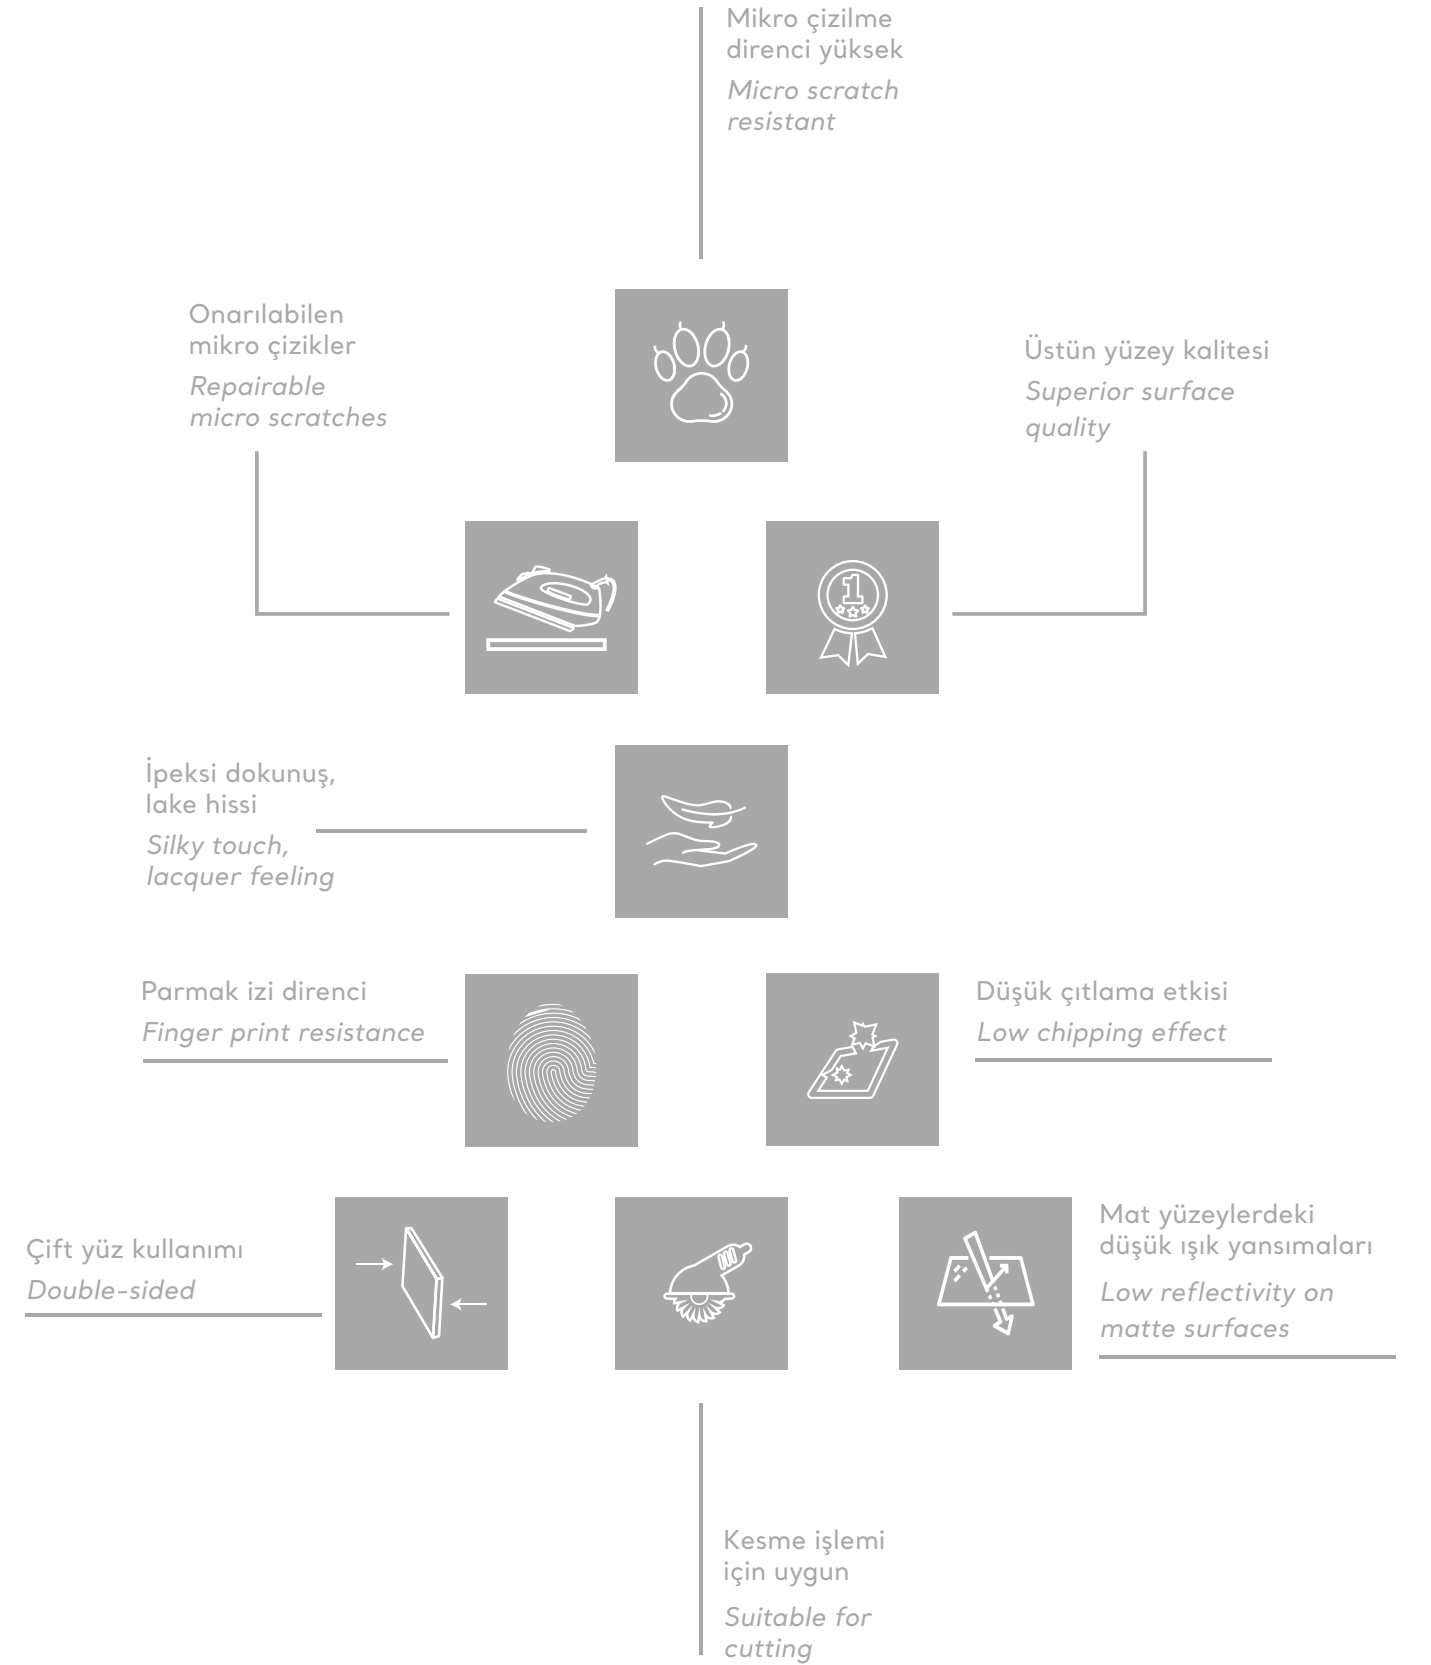 Mikro çizilme
direnci yüksek
Micro scratch
resistant
Onarılabilen
mikro çizikler
Repairable
micro scratches
Üstün yüzey kalitesi
Superior surface
quality
1
İpeksi dokunuş,
lake hissi
Silky touch,
lacquer feeling
Parmak izi direnci
Finger print resistance
Düşük çıtlama etkisi
Low chipping effect
Çift yüz kullanımı
Double-sided
Mat yüzeylerdeki
düşük ışık yansımaları
Low reflectivity on
matte surfaces
Kesme işlemi
için uygun
Suitable for
cutting